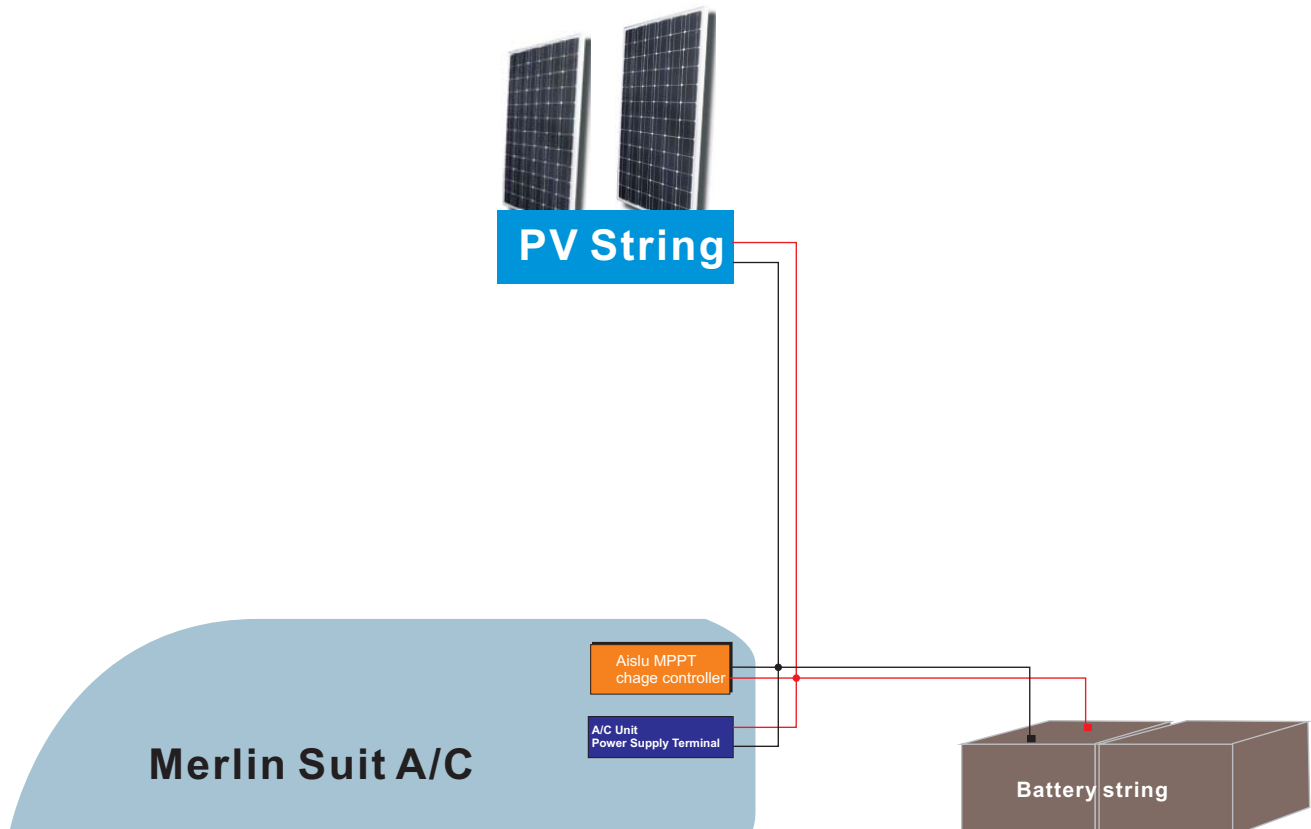 PV String
Aislu MPPT
chage controller
A/C Unit
Power Supply Terminal
Merlin Suit A/C
Battery string